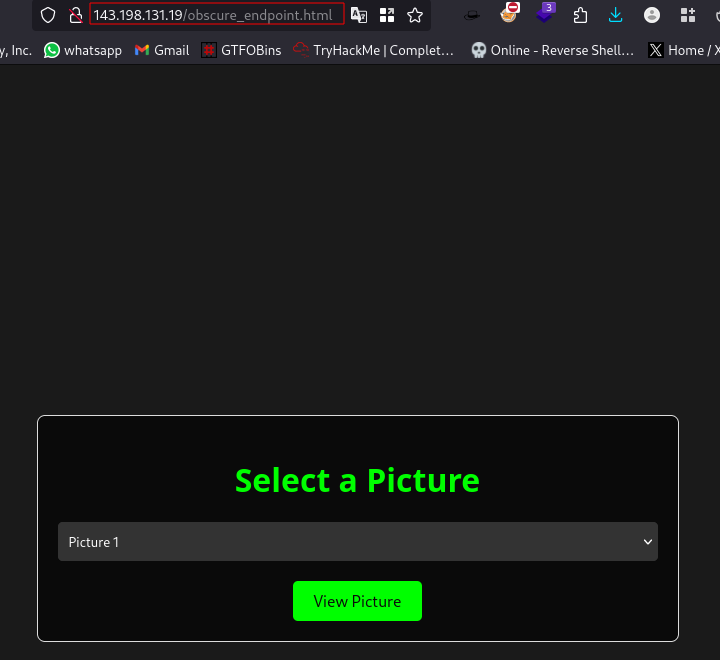 143.198.131.19/obscure_endpoint.html
3
y, Inc. whatsapp Gmail GTFOBins TryHackMe | Complet… Online - Reverse Shell… Home / X
Select a Picture
Picture 1
View Picture